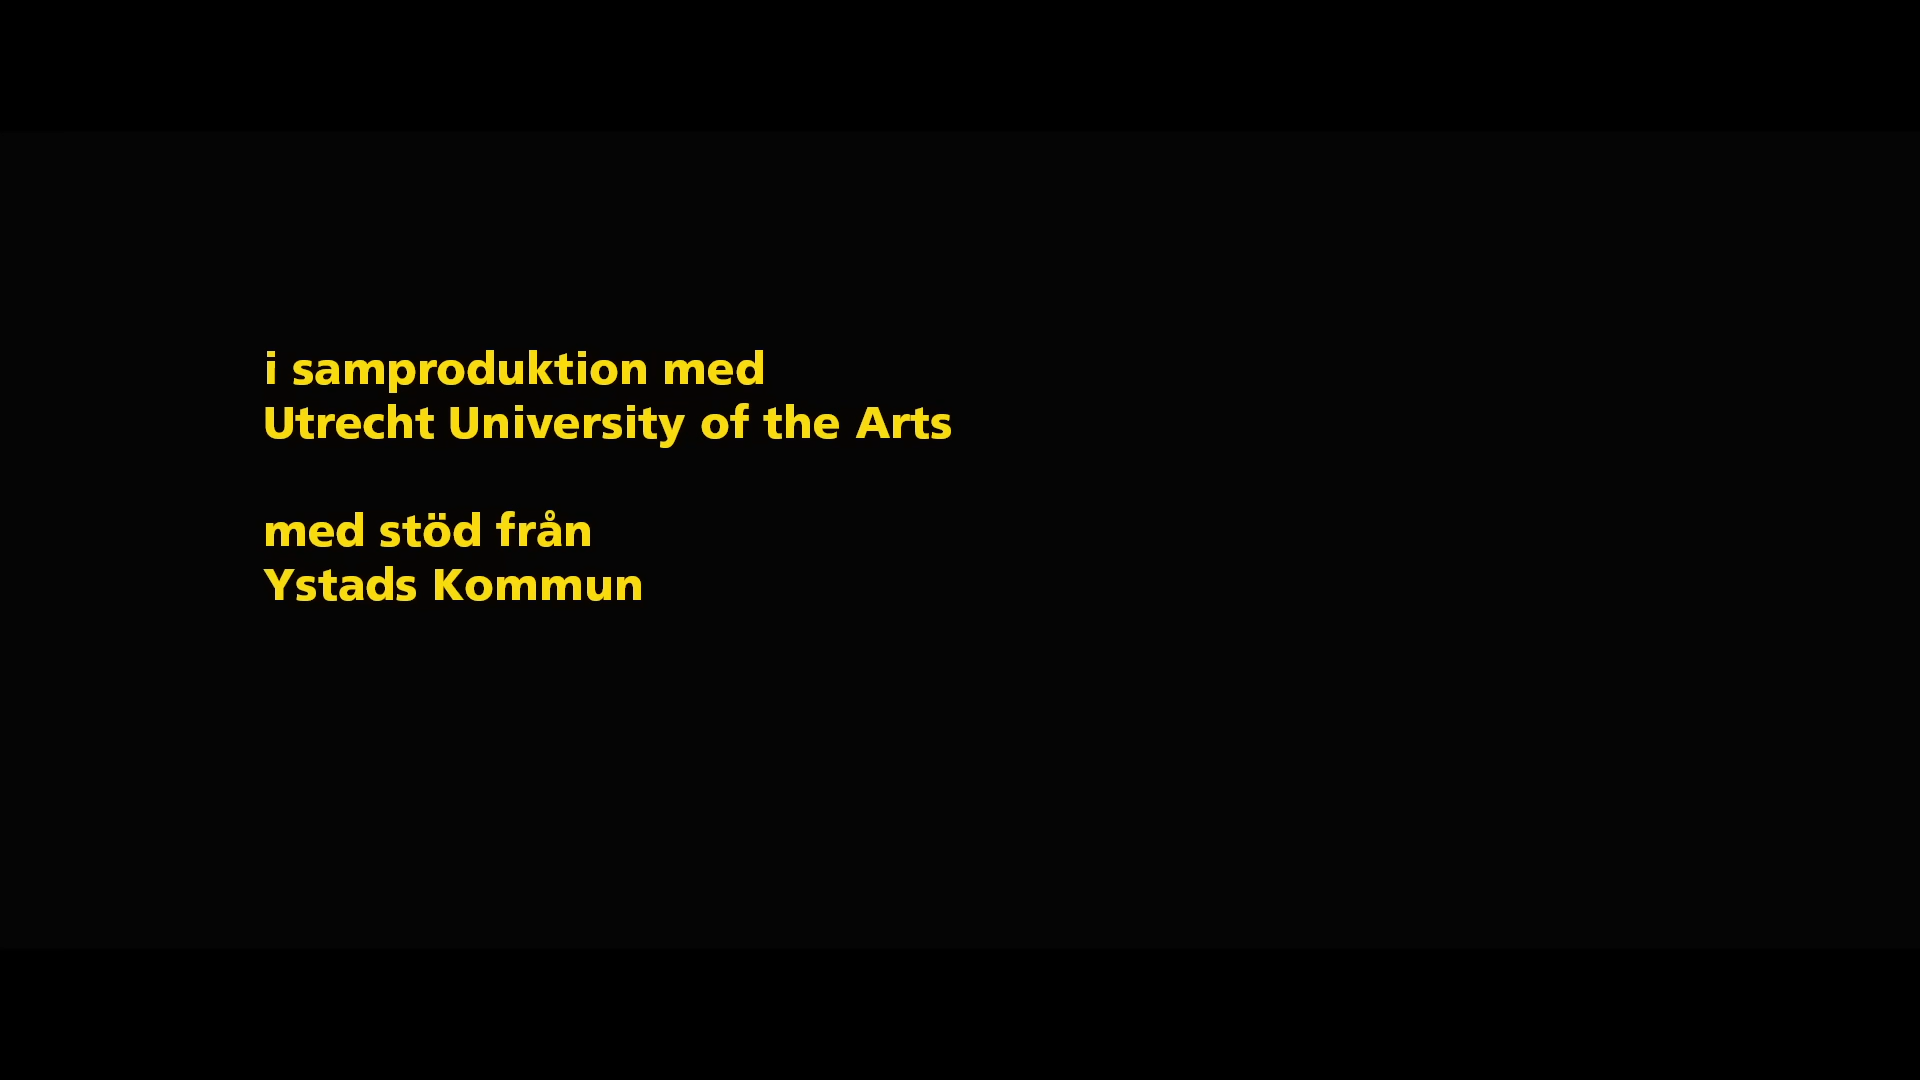 i samproduktion med
Utrecht University of the Arts
med stöd från
Ystads Kommun